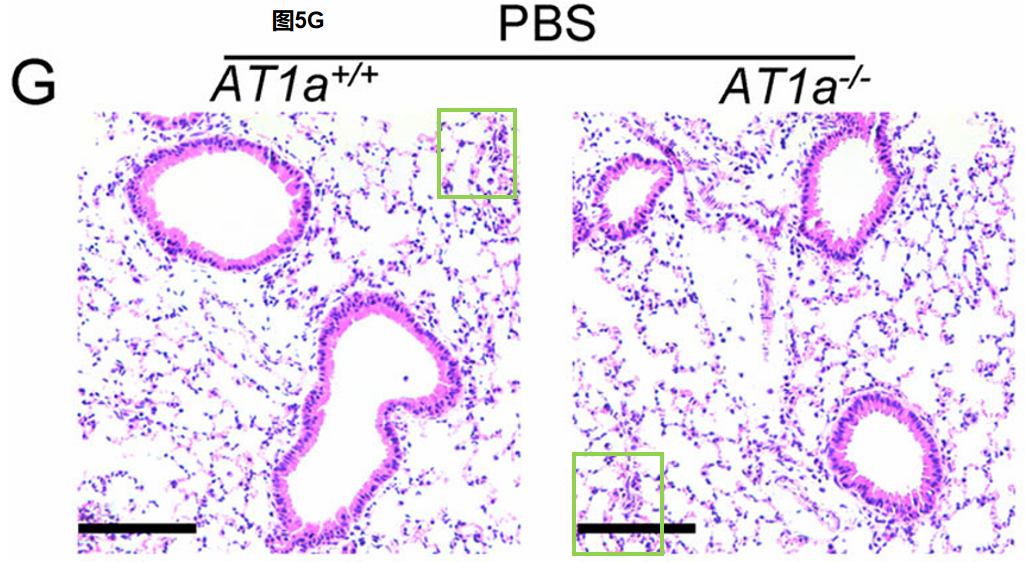 图5G
PBS
G
AT1a+/+
AT1a-/-